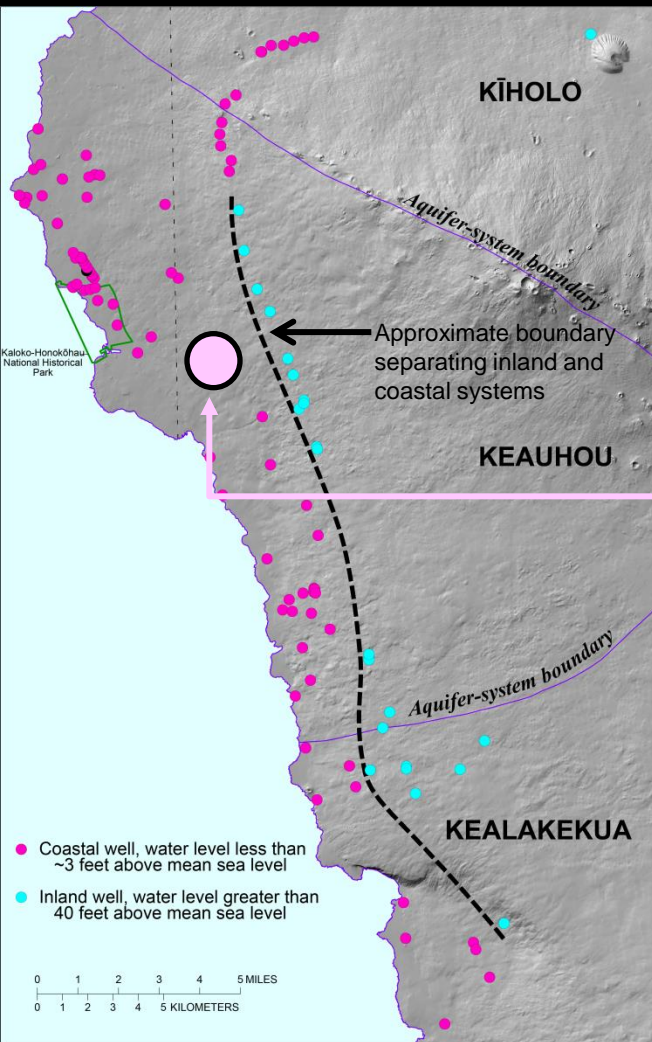 KĪHOLO
Aquifer-system boundary
Approximate boundary
separating inland and
coastal systems
Kaloko-Honokōhau
National Historical
Park
KEAUHOU
Aquifer-system boundary
KEALAKEKUA
Coastal well, water level less than
~3 feet above mean sea level
Inland well, water level greater than
40 feet above mean sea level
0 1 2 3 4 5 MILES
0 1 2 3 4 5 KILOMETERS